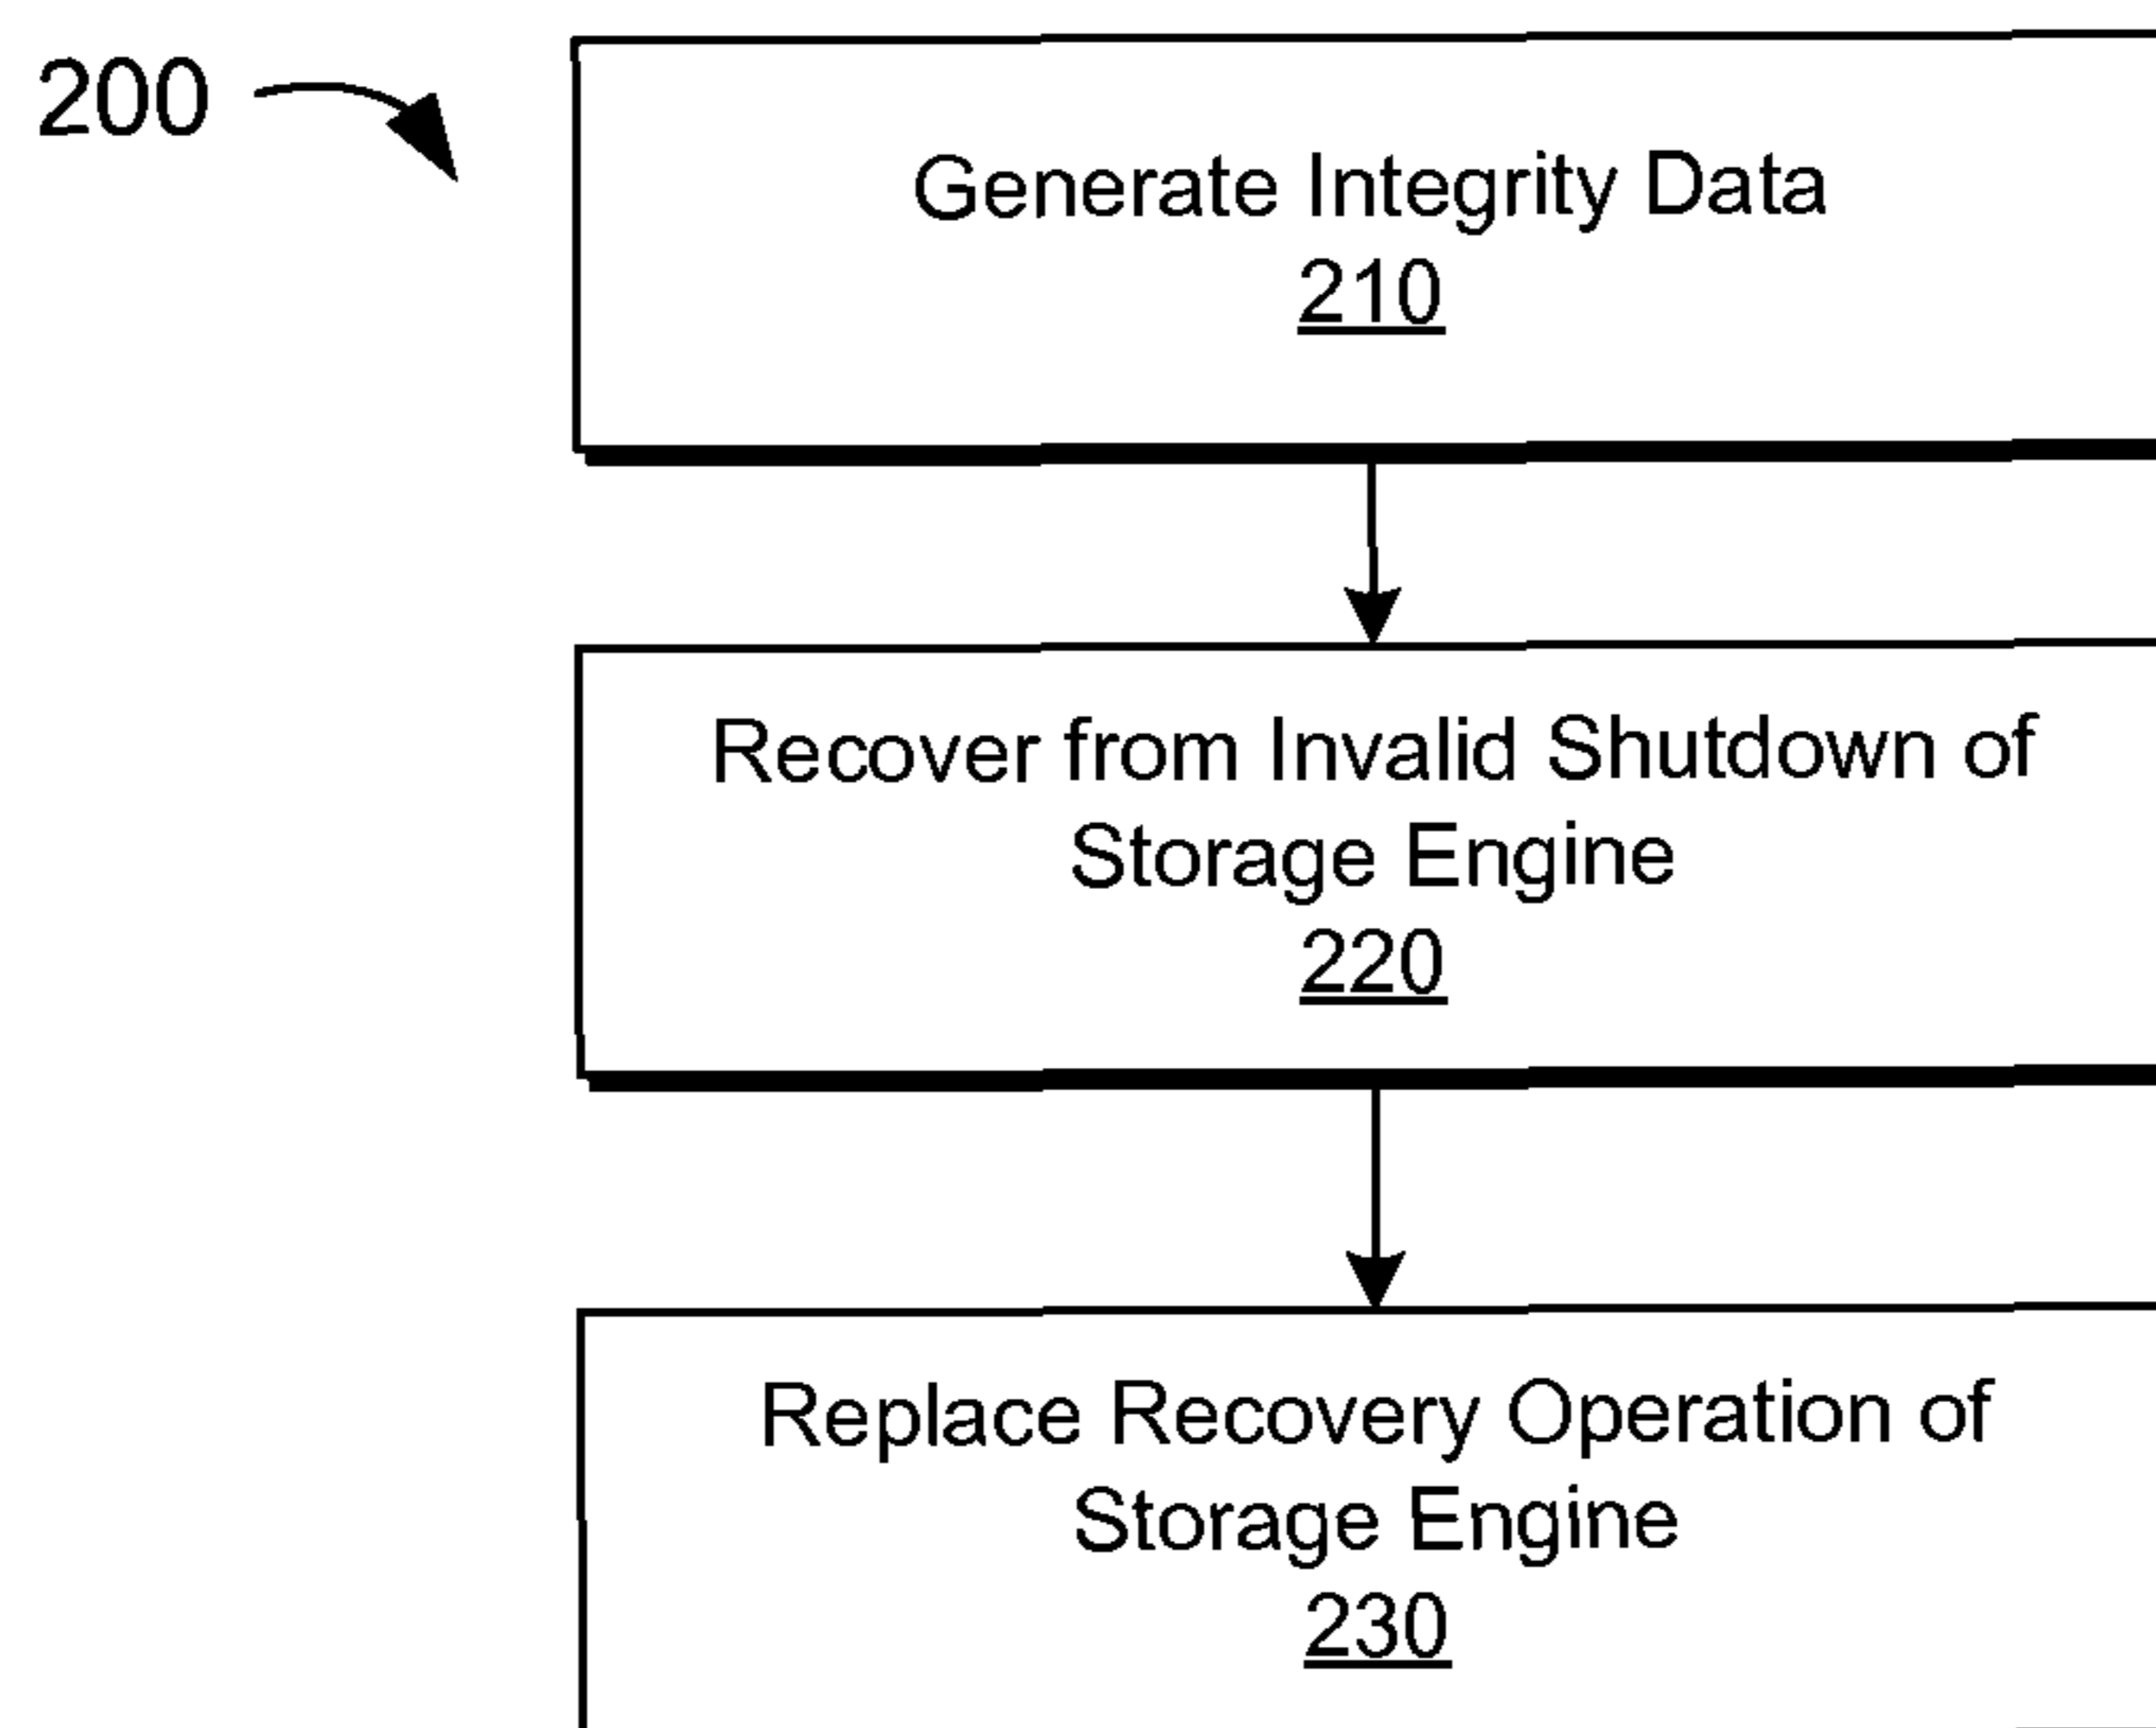 200
Generate Integrity Data
210
Recover from Invalid Shutdown of
Storage Engine
220
Replace Recovery Operation of
Storage Engine
230